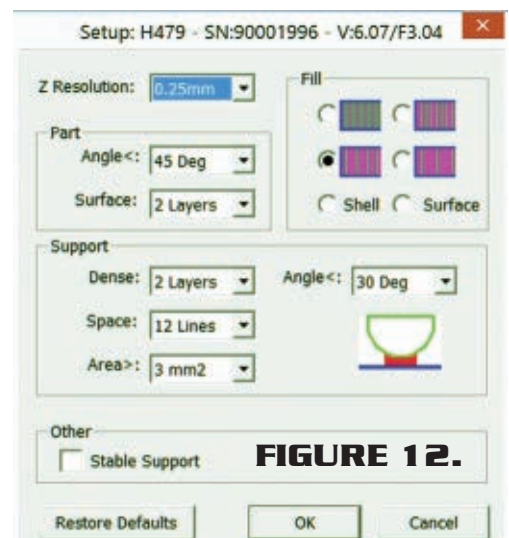 Setup: H479 - SN:90001996 - V:6.07/F3.04
Z Resolution: 0.25mm
Fill
Part
Angle<: 45 Deg
Surface: 2 Layers
Shell Surface
Support
Dense: 2 Layers
Angle<: 30 Deg
Space: 12 Lines
Area>: 3 mm2
Other
Stable Support
FIGURE 12.
Restore Defaults OK Cancel